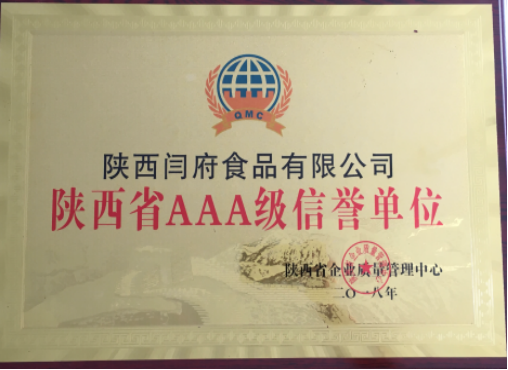 QMC
陕西闫府食品有限公司
陕西省AAA级信誉单位
陕西省企业质量管理中心
二〇一八年